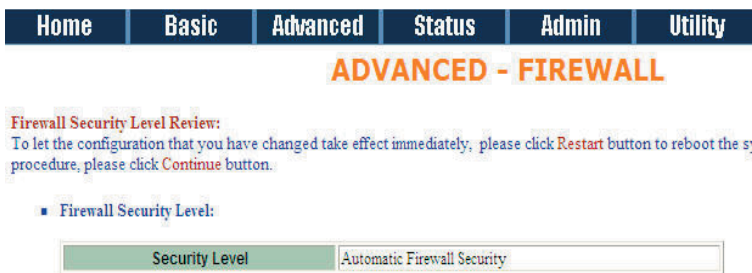 Home Basic Advanced Status Admin Utility
ADVANCED - FIREWALL
Firewall Security Level Review:
To let the configuration that you have changed take effect immediately, please click Restart button to reboot the
procedure, please click Continue button.
Firewall Security Level:
Security Level Automatic Firewall Security